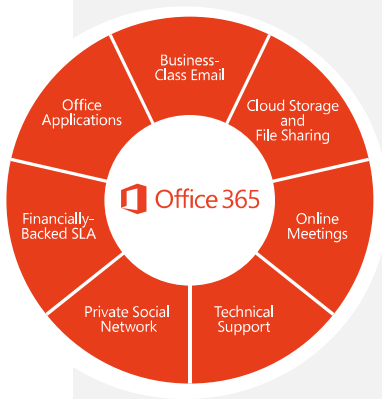 Business-
Class Email
Cloud Storage
and
File Sharing
Online
Meetings
Technical
Support
Private Social
Network
Financially-
Backed SLA
Office
Applications
Office 365